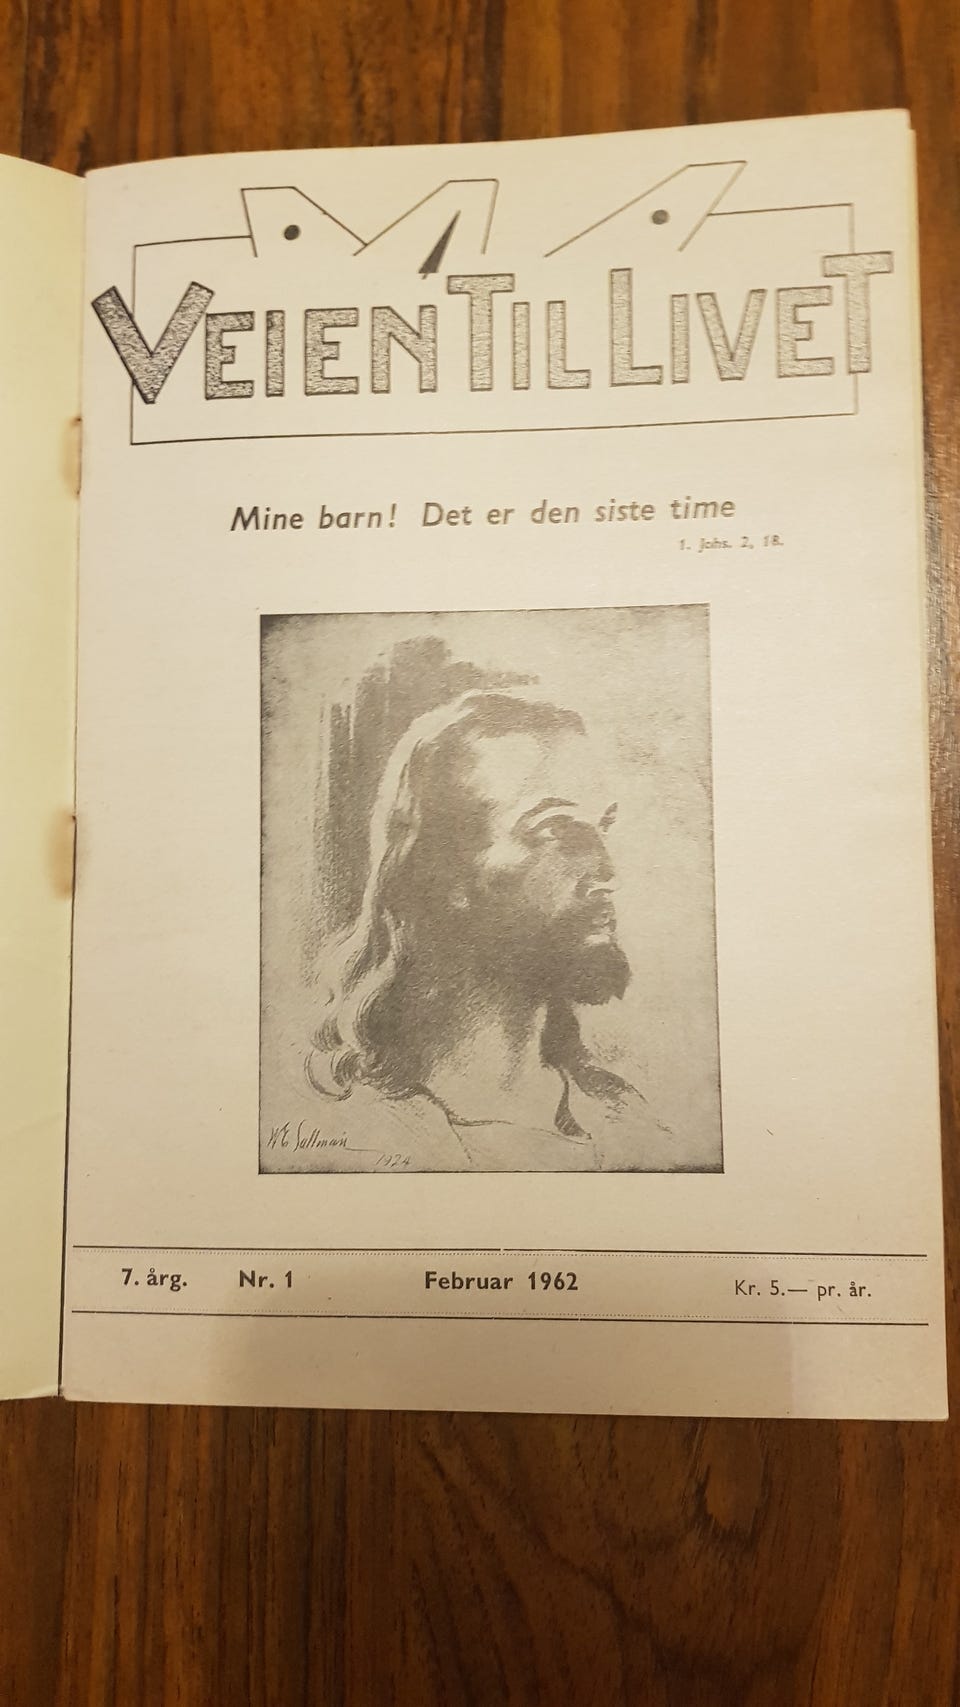 VEIEN TIL LIVET
Mine barn! Det er den siste time
1. Johs. 2, 18.
W E Sallman
1924
7. årg. Nr. 1 Februar 1962 Kr. 5.— pr. år.